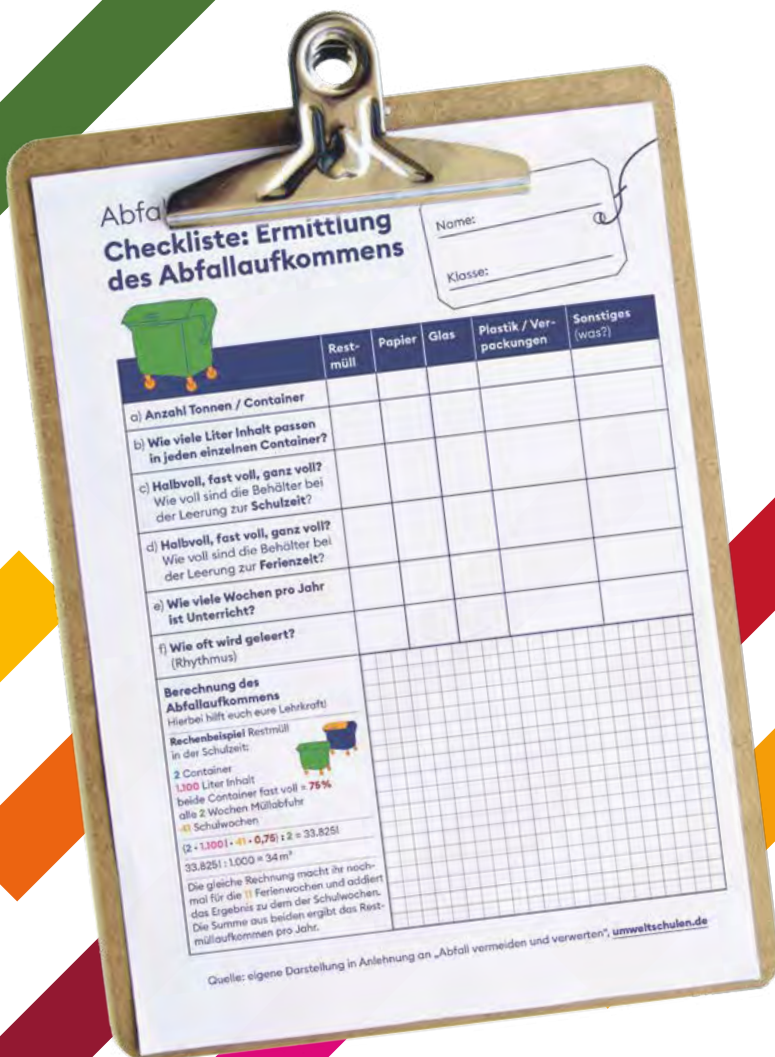 Abfa
Checkliste: Ermittlung
des Abfallaufkommens
Name:
Klasse:
Rest-
müll
Papier
Glas
Plastik / Ver-
packungen
Sonstiges
(was?)
a) Anzahl Tonnen / Container
b) Wie viele Liter Inhalt passen
in jeden einzelnen Container?
c) Halbvoll, fast voll, ganz voll?
Wie voll sind die Behälter bei
der Leerung zur Schulzeit?
d) Halbvoll, fast voll, ganz voll?
Wie voll sind die Behälter bei
der Leerung zur Ferienzeit?
e) Wie viele Wochen pro Jahr
ist Unterricht?
f) Wie oft wird geleert?
(Rhythmus)
Berechnung des
Abfallaufkommens
Hierbei hilft euch eure Lehrkraft!
Rechenbeispiel Restmüll
in der Schulzeit:
2 Container
1.100 Liter Inhalt
beide Container fast voll = 75%
alle 2 Wochen Müllabfuhr
41 Schulwochen
(2 • 1.100 l • 41 • 0,75) : 2 = 33.825 l
33.825 l : 1.000 = 34 m³
Die gleiche Rechnung macht ihr noch-
mal für die 11 Ferienwochen und addiert
das Ergebnis zu dem der Schulwochen.
Die Summe aus beiden ergibt das Rest-
müllaufkommen pro Jahr.
Quelle: eigene Darstellung in Anlehnung an „Abfall vermeiden und verwerten", umweltschulen.de